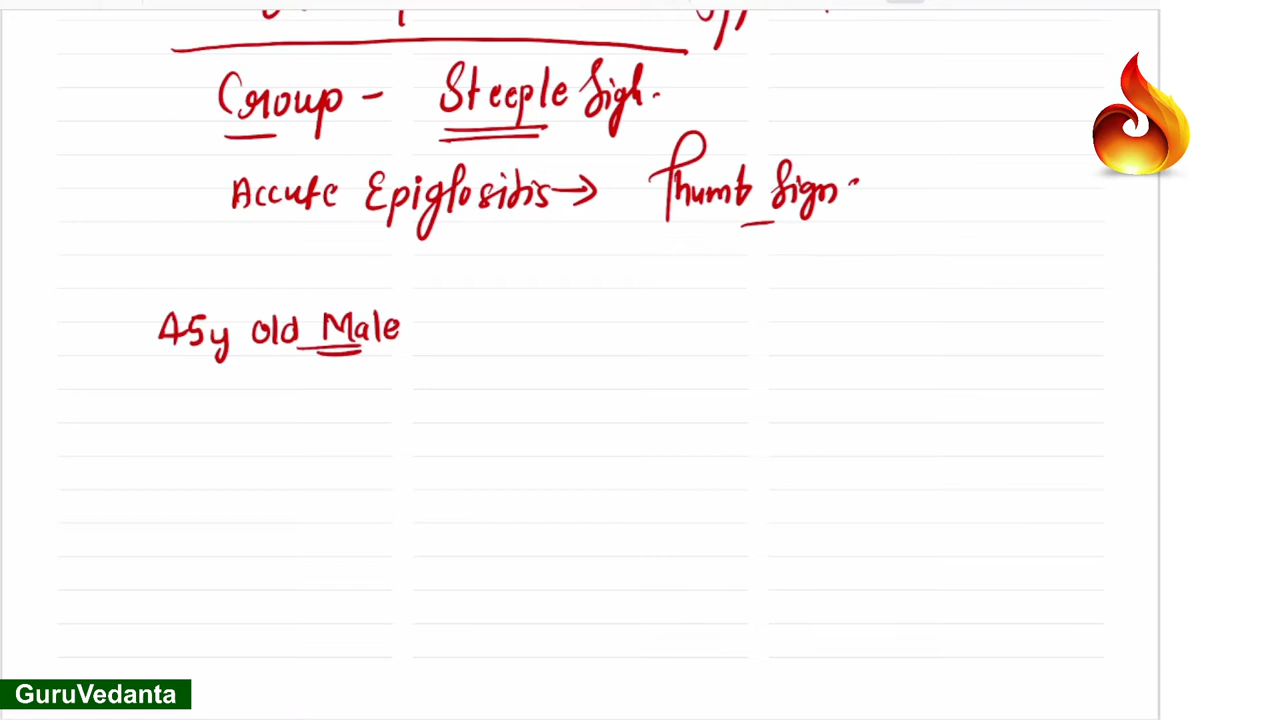 Croup - Steeple Sign.
Accute Epiglositis → Thumb Sign
45y old Male
GuruVedanta